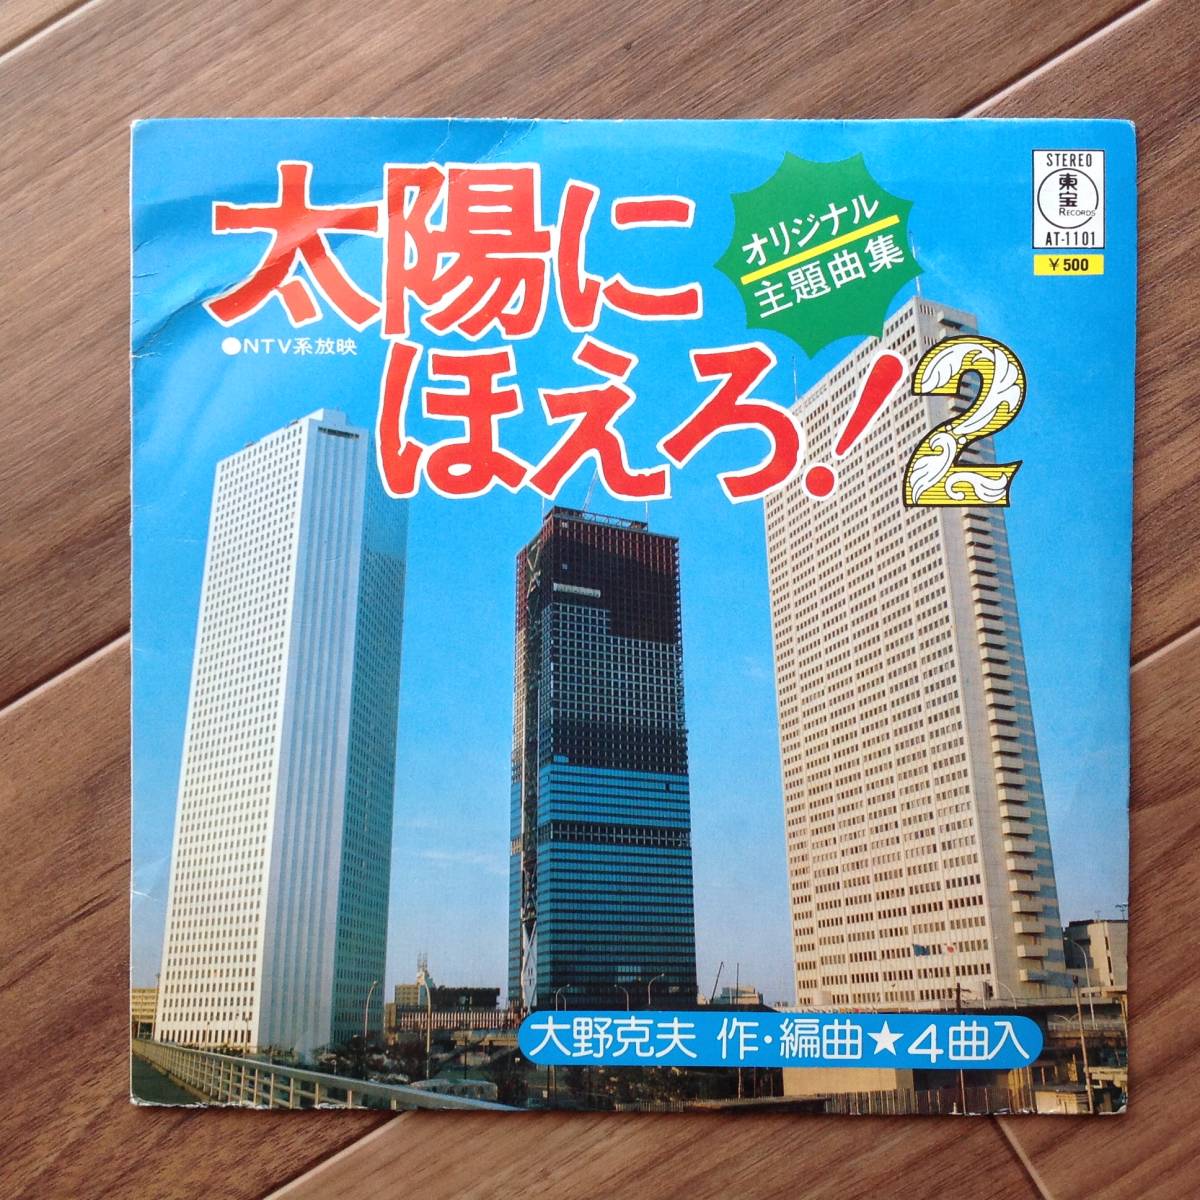 太陽に
ほえろ!2
オリジナル
主題曲集
●NTV系放映
STEREO
東宝
RECORDS
AT-1101
¥500
大野克夫 作・編曲★4曲入